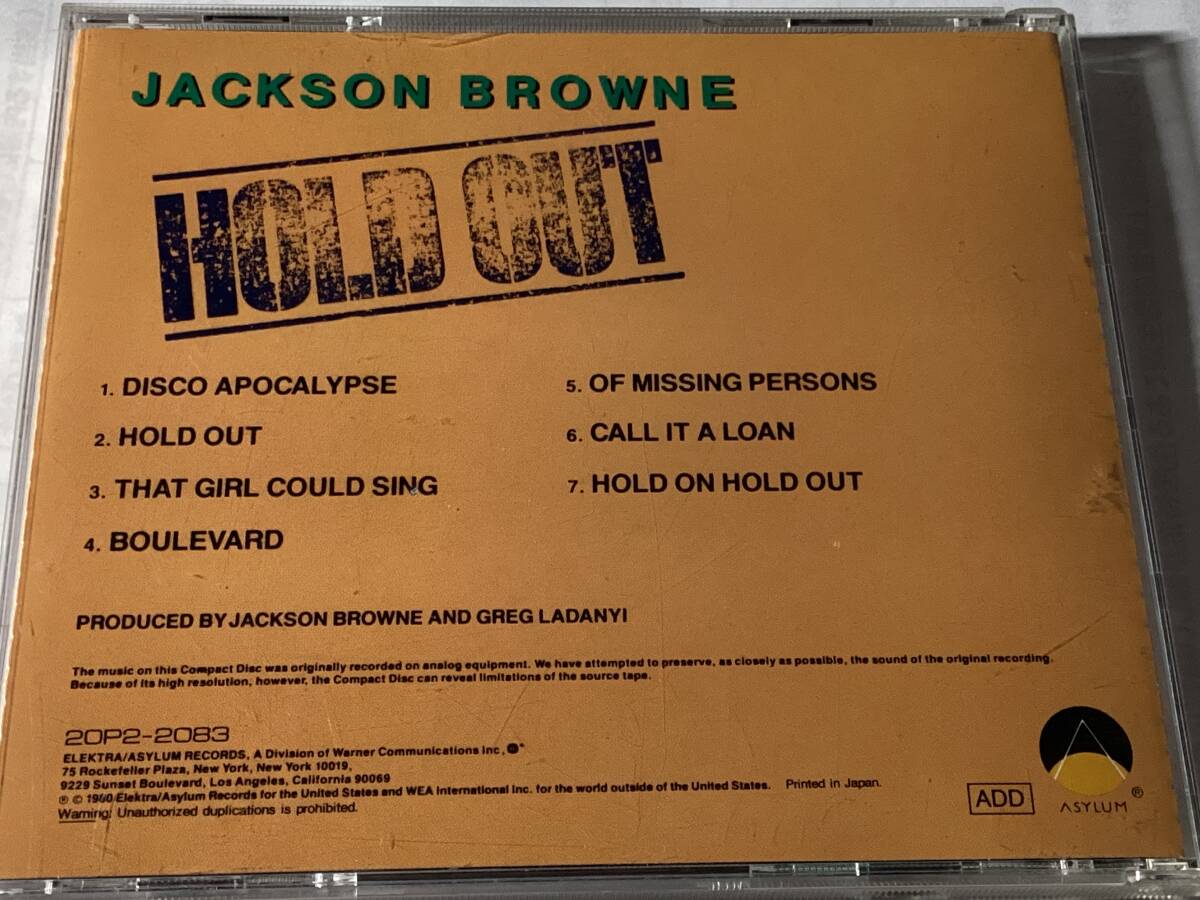 JACKSON BROWNE
HOLD OUT
1. DISCO APOCALYPSE
2. HOLD OUT
3. THAT GIRL COULD SING
4. BOULEVARD
5. OF MISSING PERSONS
6. CALL IT A LOAN
7. HOLD ON HOLD OUT
PRODUCED BY JACKSON BROWNE AND GREG LADANYI
The music on this Compact Disc was originally recorded on analog equipment. We have attempted to preserve, as closely as possible, the sound of the original recording.
Because of its high resolution, however, the Compact Disc can reveal limitations of the source tape.
20P2-2083
ELEKTRA/ASYLUM RECORDS, A Division of Warner Communications Inc.
75 Rockefeller Plaza, New York, New York 10019,
9229 Sunset Boulevard, Los Angeles, California 90069
℗ © 1980 Elektra/Asylum Records for the United States and WEA International Inc. for the world outside of the United States. Printed in Japan.
Warning! Unauthorized duplications is prohibited.
ADD
ASYLUM ®